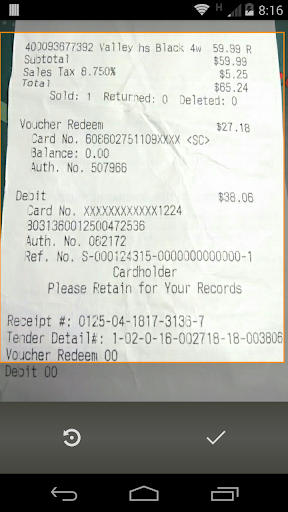 8:16
400093677392 Valley hs Black 4w 59.99 R
Subtotal $59.99
Sales Tax 8.750% $5.25
Total $65.24
Sold: 1 Returned: 0 Deleted: 0
Voucher Redeem $27.18
Card No. 608602751109XXXX <SC>
Balance: 0.00
Auth. No. 507966
Debit $38.06
Card No. XXXXXXXXXXXX1224
8031360012500472536
Auth. No. 062172
Ref. No. S-000124315-0000000000000-1
Cardholder
Please Retain for Your Records
Receipt #: 0125-04-1817-3136-7
Tender Detail#: 1-02-0-16-002718-18-003806
Voucher Redeem 00
Debit 00